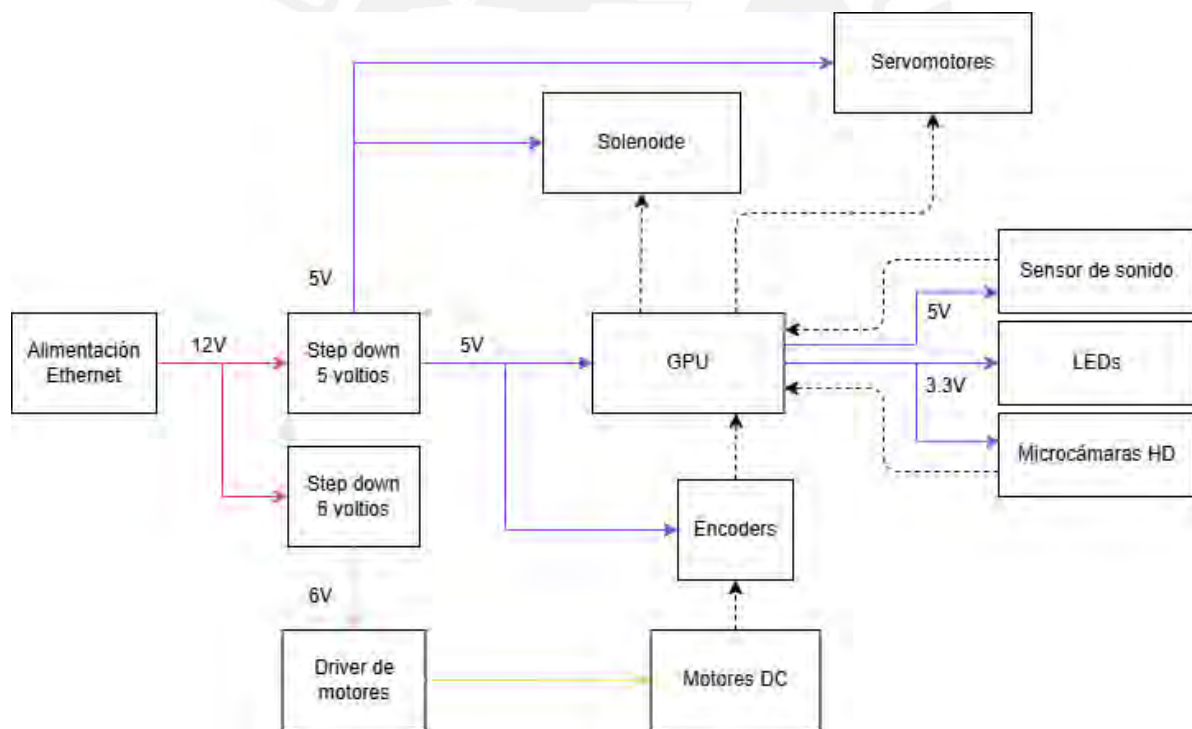 Servomotores
Solenoide
Sensor de sonido
5V
5V
Alimentación
Ethernet
12V
Step down
5 voltios
5V
GPU
LEDs
3.3V
Microcámaras HD
Step down
6 voltios
Encoders
6V
Driver de
motores
Motores DC